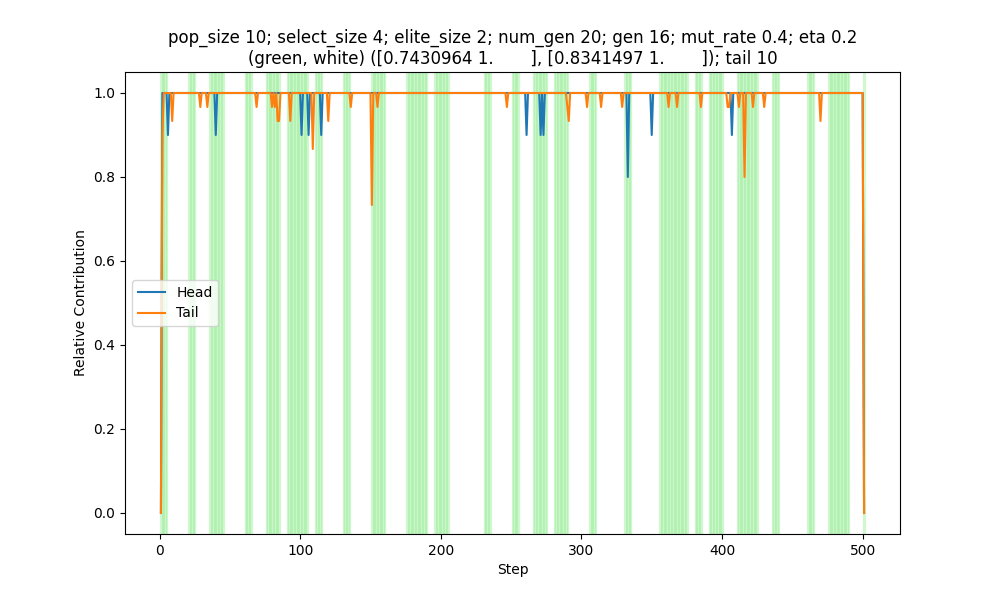 pop_size 10; select_size 4; elite_size 2; num_gen 20; gen 16; mut_rate 0.4; eta 0.2
(green, white) ([0.7430964 1.        ], [0.8341497 1.        ]); tail 10
1.0
0.8
0.6
0.4
0.2
0.0
Relative Contribution
Head
Tail
0
100
200
300
400
500
Step